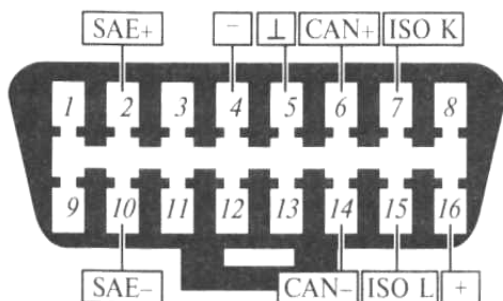 SAE+ − ⊥ CAN+ ISO K
1 2 3 4 5 6 7 8
9 10 11 12 13 14 15 16
SAE− CAN− ISO L +